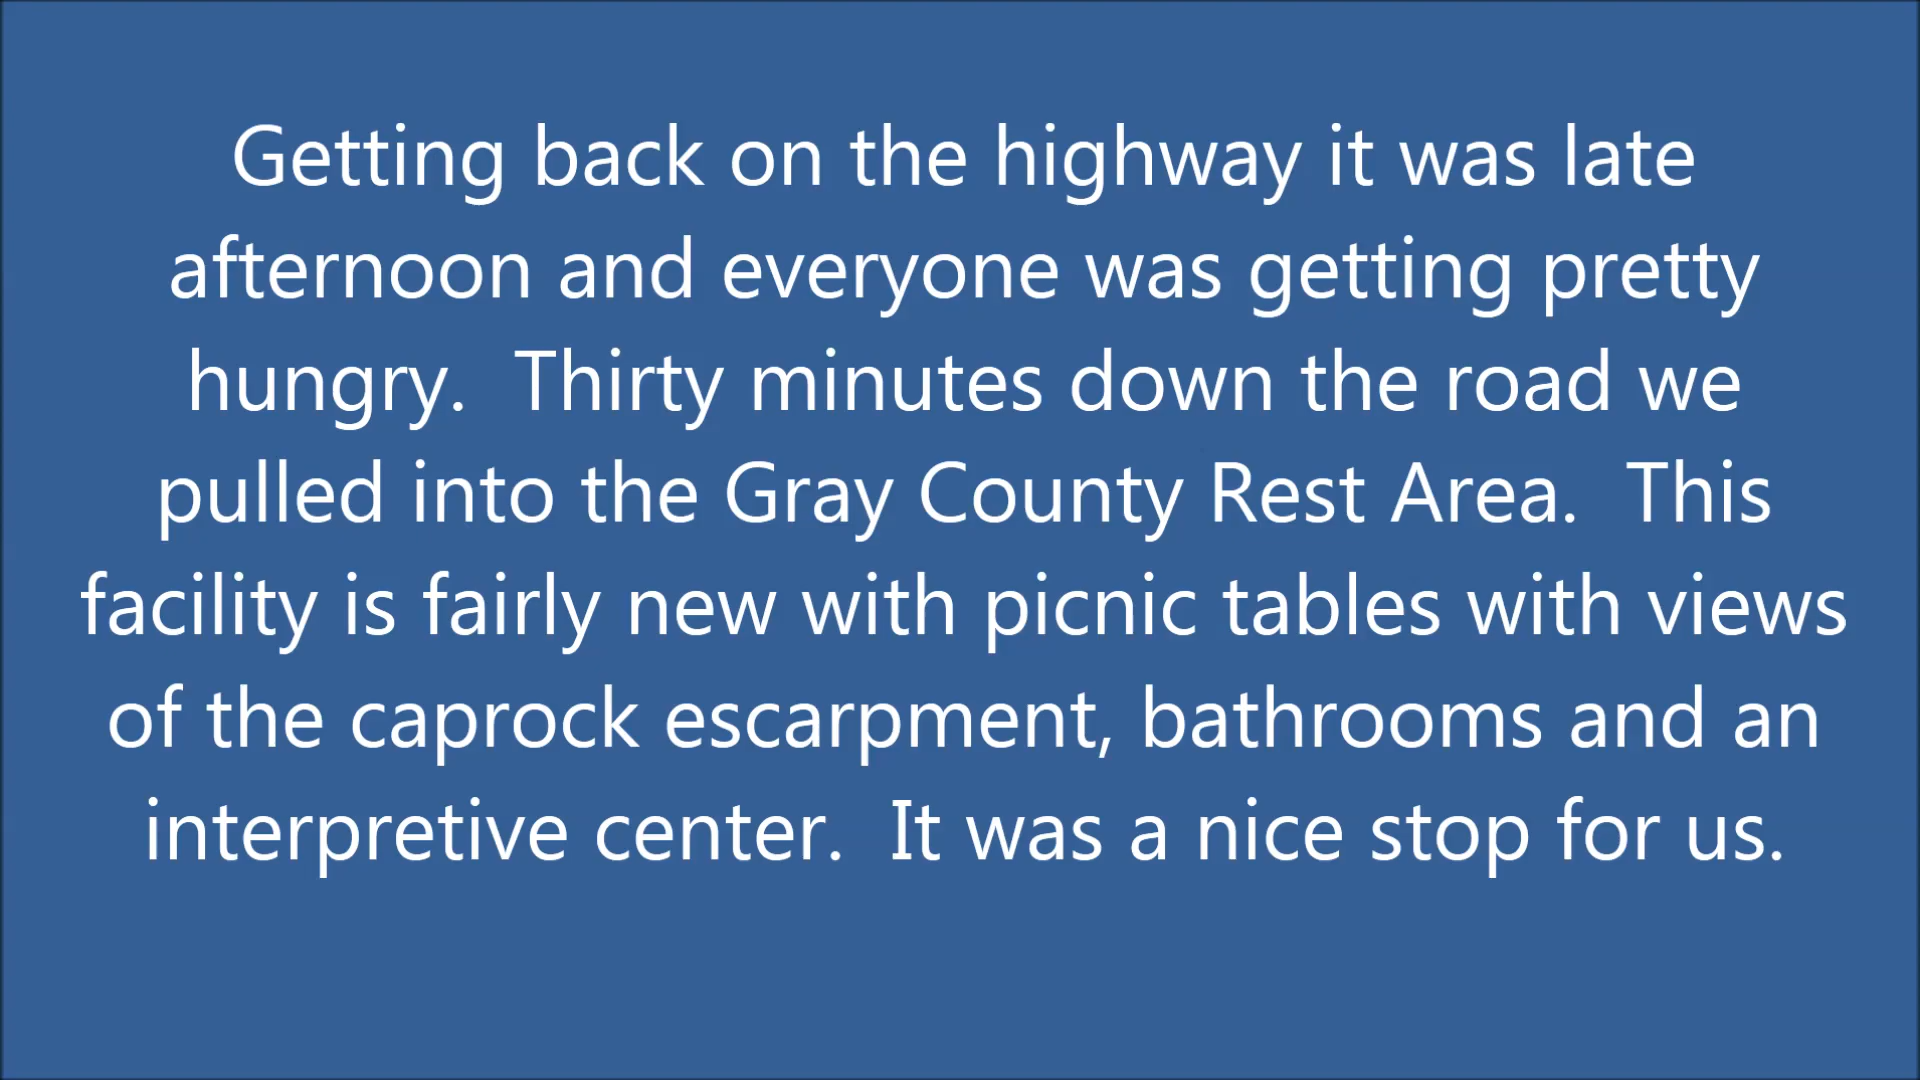 Getting back on the highway it was late
afternoon and everyone was getting pretty
hungry.  Thirty minutes down the road we
pulled into the Gray County Rest Area.  This
facility is fairly new with picnic tables with views
of the caprock escarpment, bathrooms and an
interpretive center.  It was a nice stop for us.